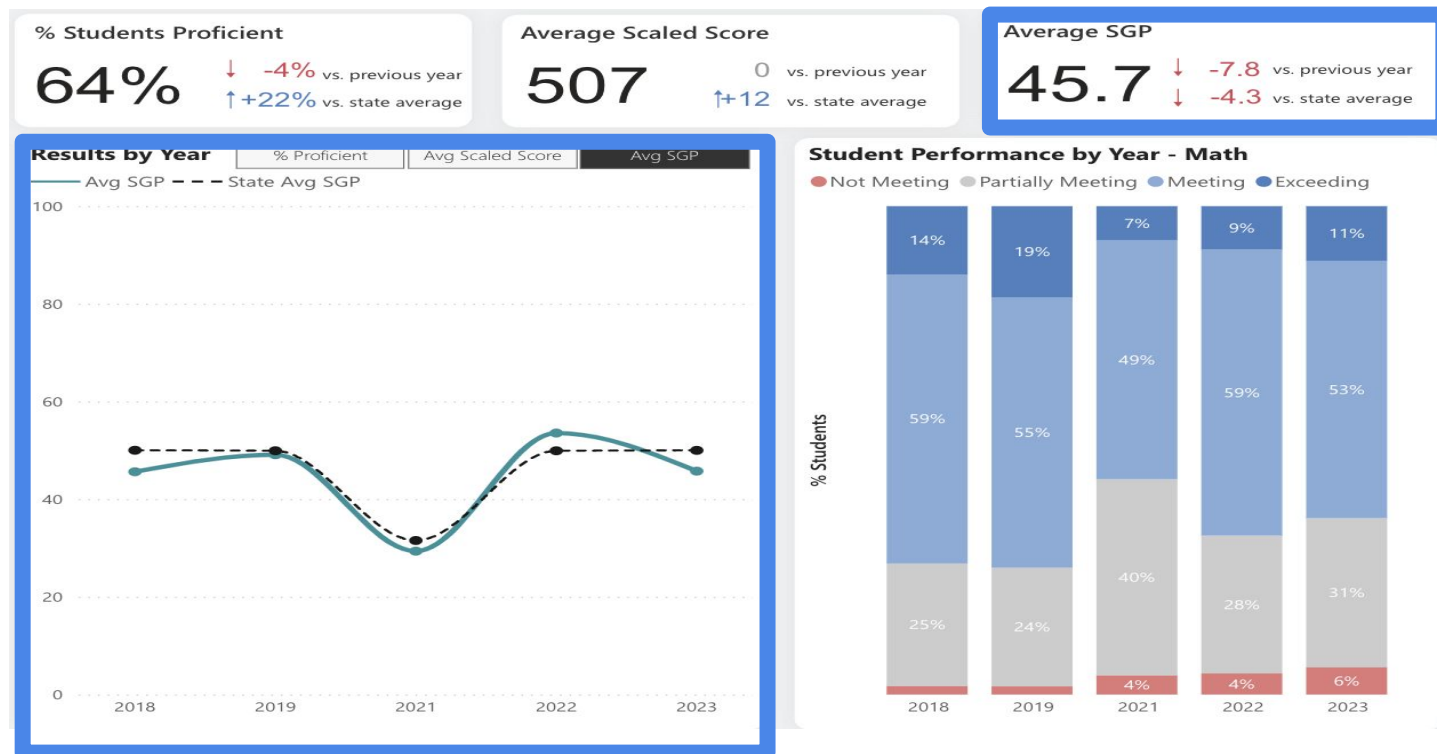 % Students Proficient
64%
↓ -4% vs. previous year
↑+22% vs. state average
Average Scaled Score
507
0 vs. previous year
↑+12 vs. state average
Average SGP
45.7
↓ -7.8 vs. previous year
↓ -4.3 vs. state average
Results by Year
% Proficient
Avg Scaled Score
Avg SGP
Avg SGP
State Avg SGP
100
80
60
40
20
0
2018 2019 2021 2022 2023
Student Performance by Year - Math
Not Meeting Partially Meeting Meeting Exceeding
% Students
14% 19% 7% 9% 11%
59% 55% 49% 59% 53%
25% 24% 40% 28% 31%
4% 4% 6%
2018 2019 2021 2022 2023